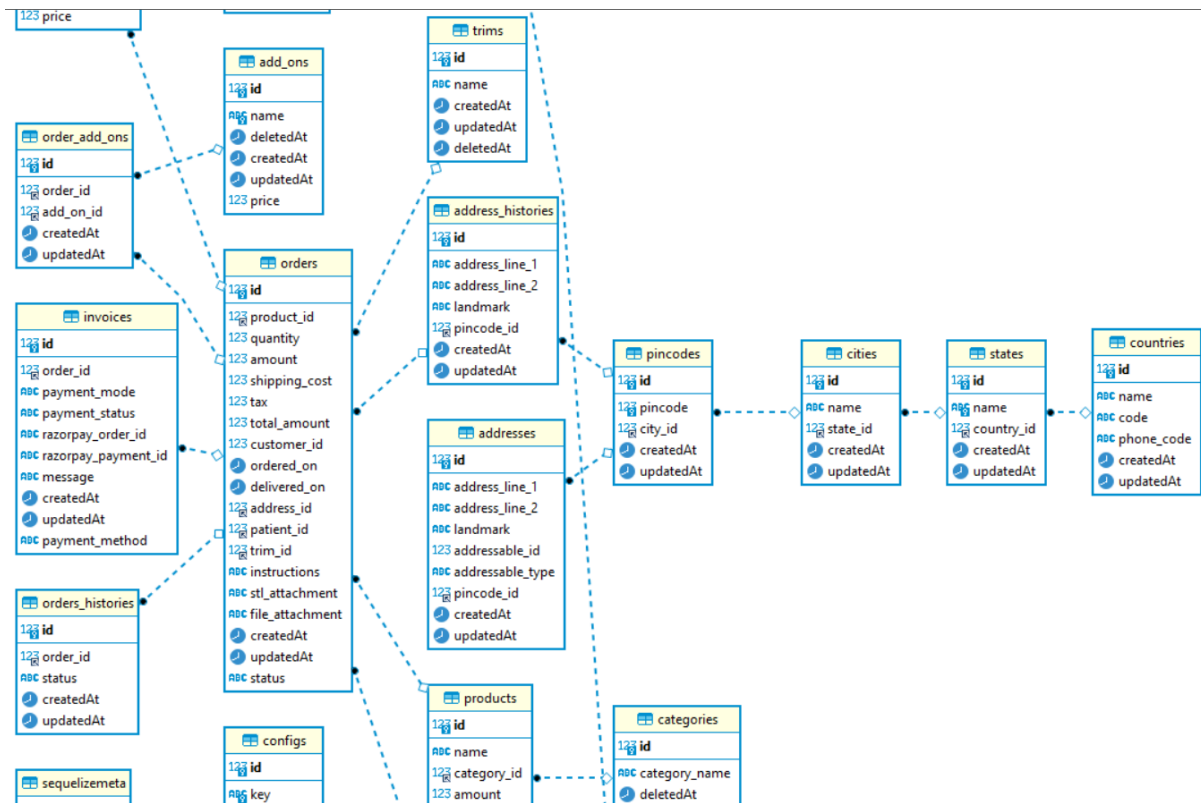 price
add_ons
id
name
deletedAt
createdAt
updatedAt
price
trims
id
name
createdAt
updatedAt
deletedAt
order_add_ons
id
order_id
add_on_id
createdAt
updatedAt
address_histories
id
address_line_1
address_line_2
landmark
pincode_id
createdAt
updatedAt
orders
id
product_id
quantity
amount
shipping_cost
tax
total_amount
customer_id
ordered_on
delivered_on
address_id
patient_id
trim_id
instructions
stl_attachment
file_attachment
createdAt
updatedAt
status
invoices
id
order_id
payment_mode
payment_status
razorpay_order_id
razorpay_payment_id
message
createdAt
updatedAt
payment_method
pincodes
id
pincode
city_id
createdAt
updatedAt
cities
id
name
state_id
createdAt
updatedAt
states
id
name
country_id
createdAt
updatedAt
countries
id
name
code
phone_code
createdAt
updatedAt
addresses
id
address_line_1
address_line_2
landmark
addressable_id
addressable_type
pincode_id
createdAt
updatedAt
orders_histories
id
order_id
status
createdAt
updatedAt
products
id
name
category_id
amount
categories
id
category_name
deletedAt
configs
id
key
sequelizemeta